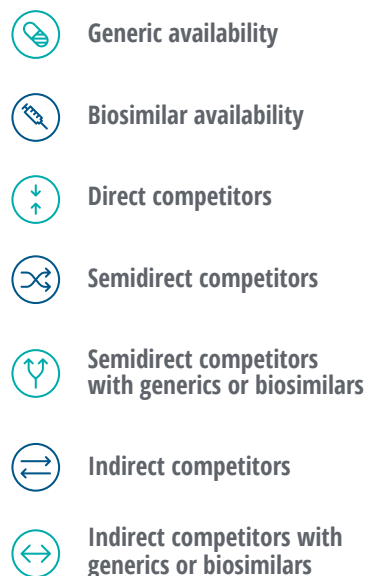 Generic availability
Biosimilar availability
Direct competitors
Semidirect competitors
Semidirect competitors
with generics or biosimilars
Indirect competitors
Indirect competitors with
generics or biosimilars